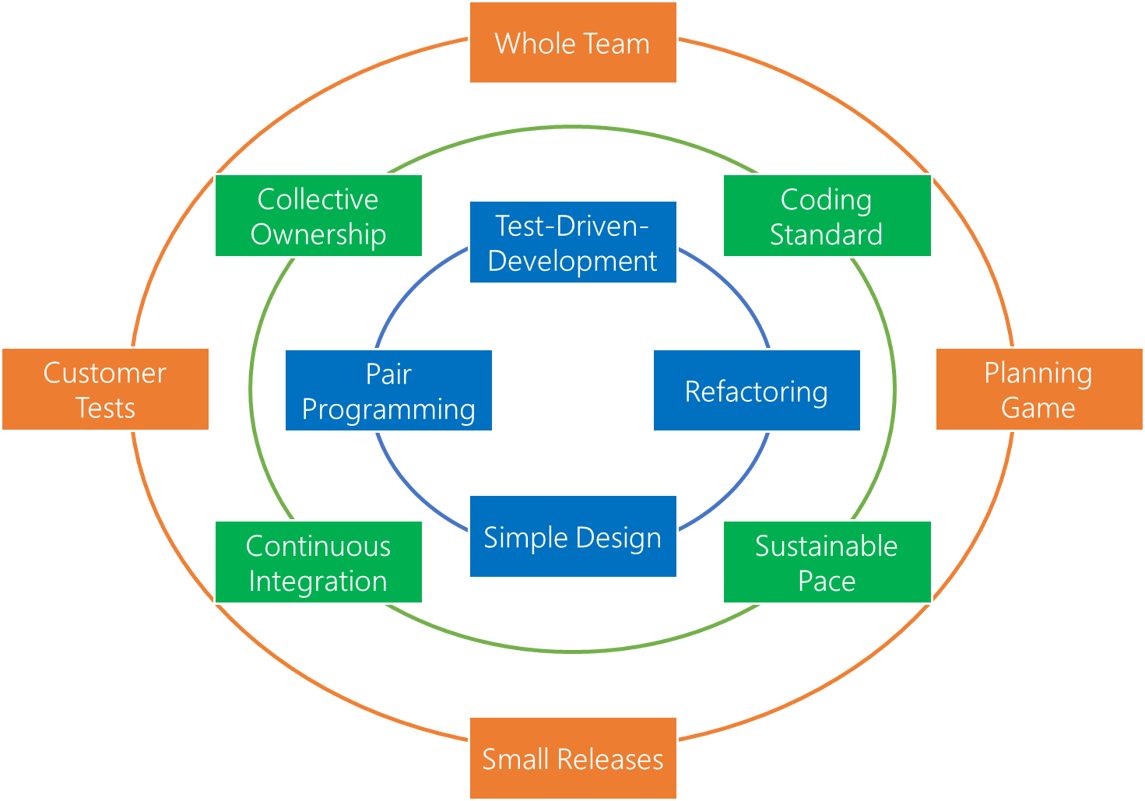 Whole Team
Collective
Ownership
Coding
Standard
Test-Driven-
Development
Customer
Tests
Pair
Programming
Refactoring
Planning
Game
Continuous
Integration
Simple Design
Sustainable
Pace
Small Releases